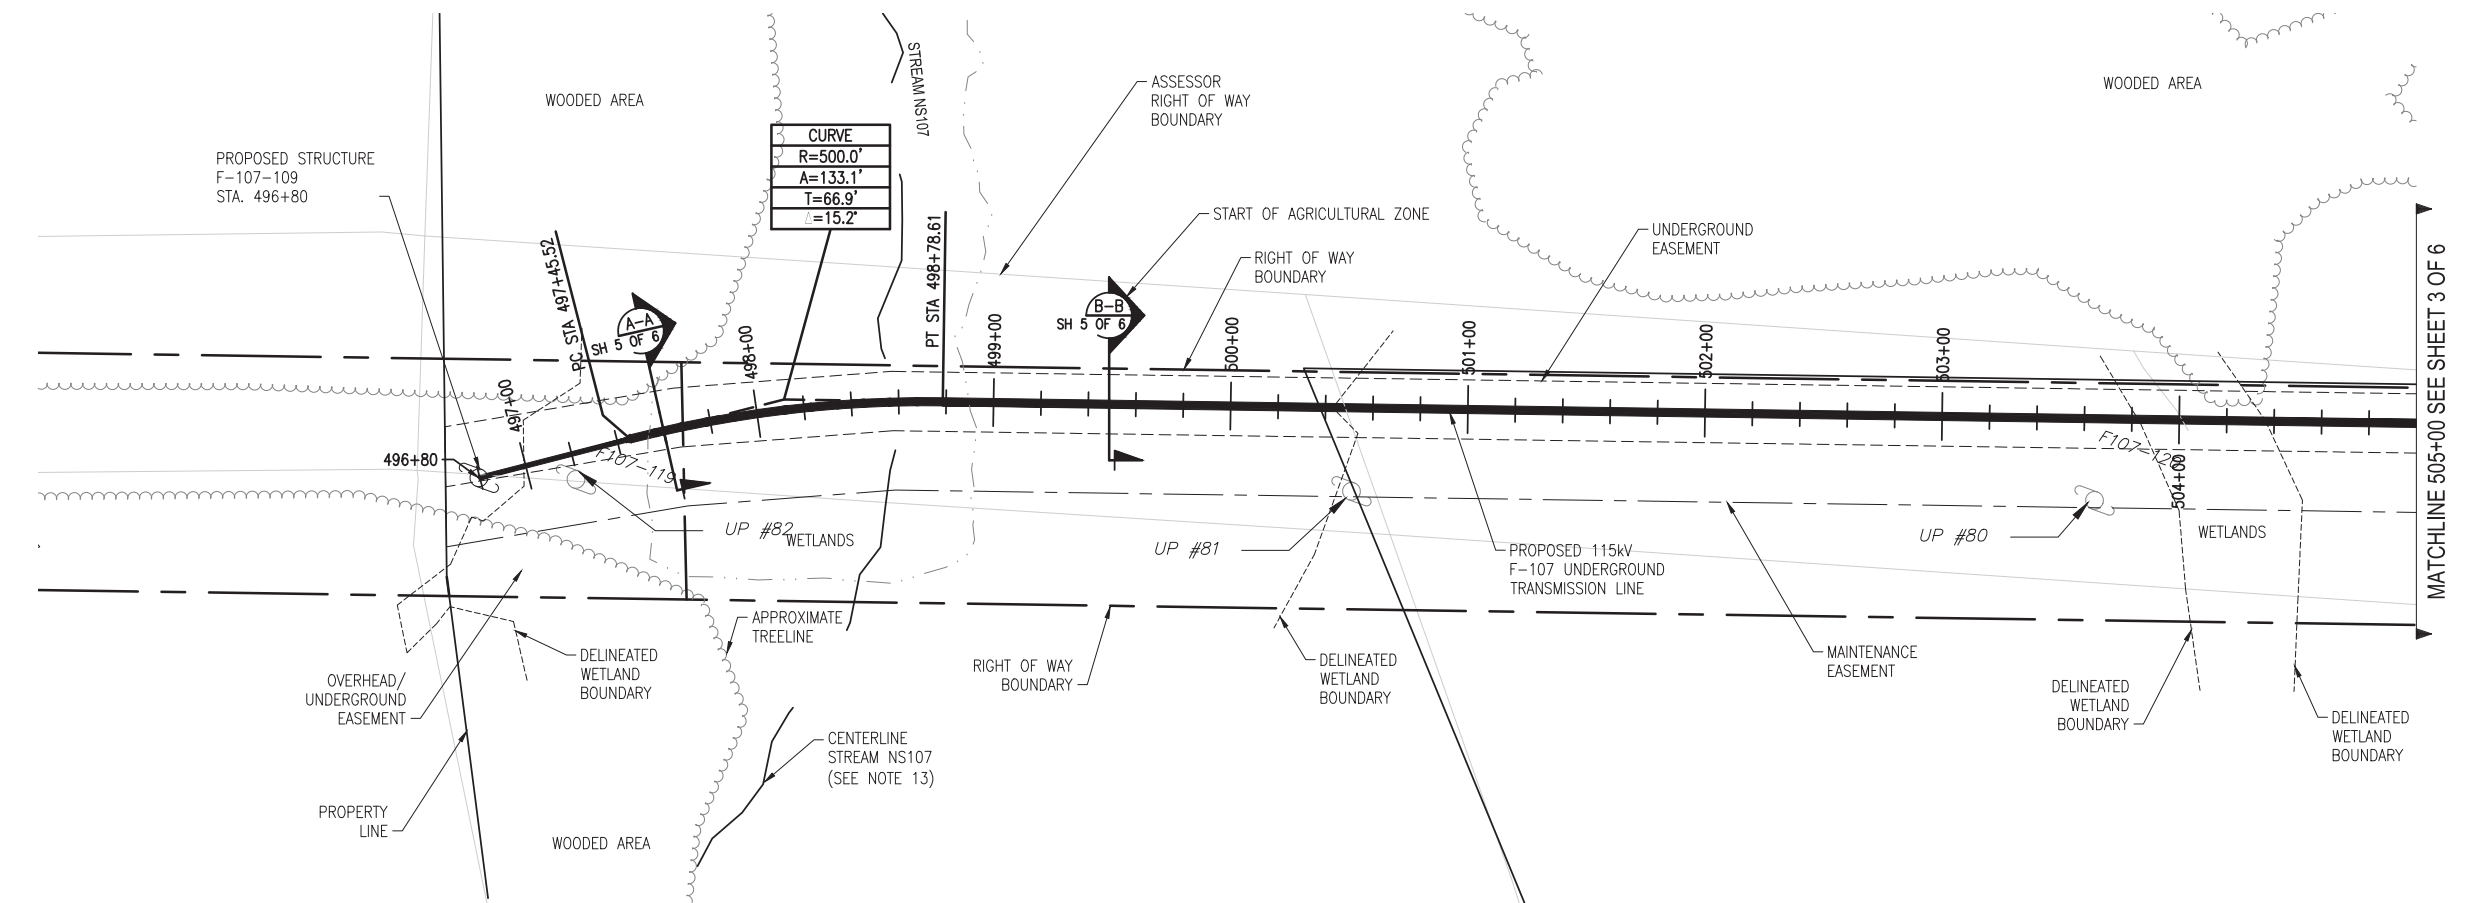 WOODED AREA
STREAM NS107
ASSESSOR
RIGHT OF WAY
BOUNDARY
WOODED AREA
PROPOSED STRUCTURE
F-107-109
STA. 496+80
CURVE
R=500.0'
A=133.1'
T=66.9'
Δ=15.2°
START OF AGRICULTURAL ZONE
UNDERGROUND
EASEMENT
RIGHT OF WAY
BOUNDARY
PC STA 497+45.52
A-A
SH 5 OF 6
PT STA 498+78.61
B-B
SH 5 OF 6
497+00
498+00
499+00
500+00
501+00
502+00
503+00
504+00
MATCHLINE 505+00 SEE SHEET 3 OF 6
496+80
F107-119
F107-120
UP #82
WETLANDS
UP #81
PROPOSED 115kV
F-107 UNDERGROUND
TRANSMISSION LINE
UP #80
WETLANDS
APPROXIMATE
TREELINE
DELINEATED
WETLAND
BOUNDARY
OVERHEAD/
UNDERGROUND
EASEMENT
RIGHT OF WAY
BOUNDARY
DELINEATED
WETLAND
BOUNDARY
MAINTENANCE
EASEMENT
DELINEATED
WETLAND
BOUNDARY
DELINEATED
WETLAND
BOUNDARY
CENTERLINE
STREAM NS107
(SEE NOTE 13)
PROPERTY
LINE
WOODED AREA